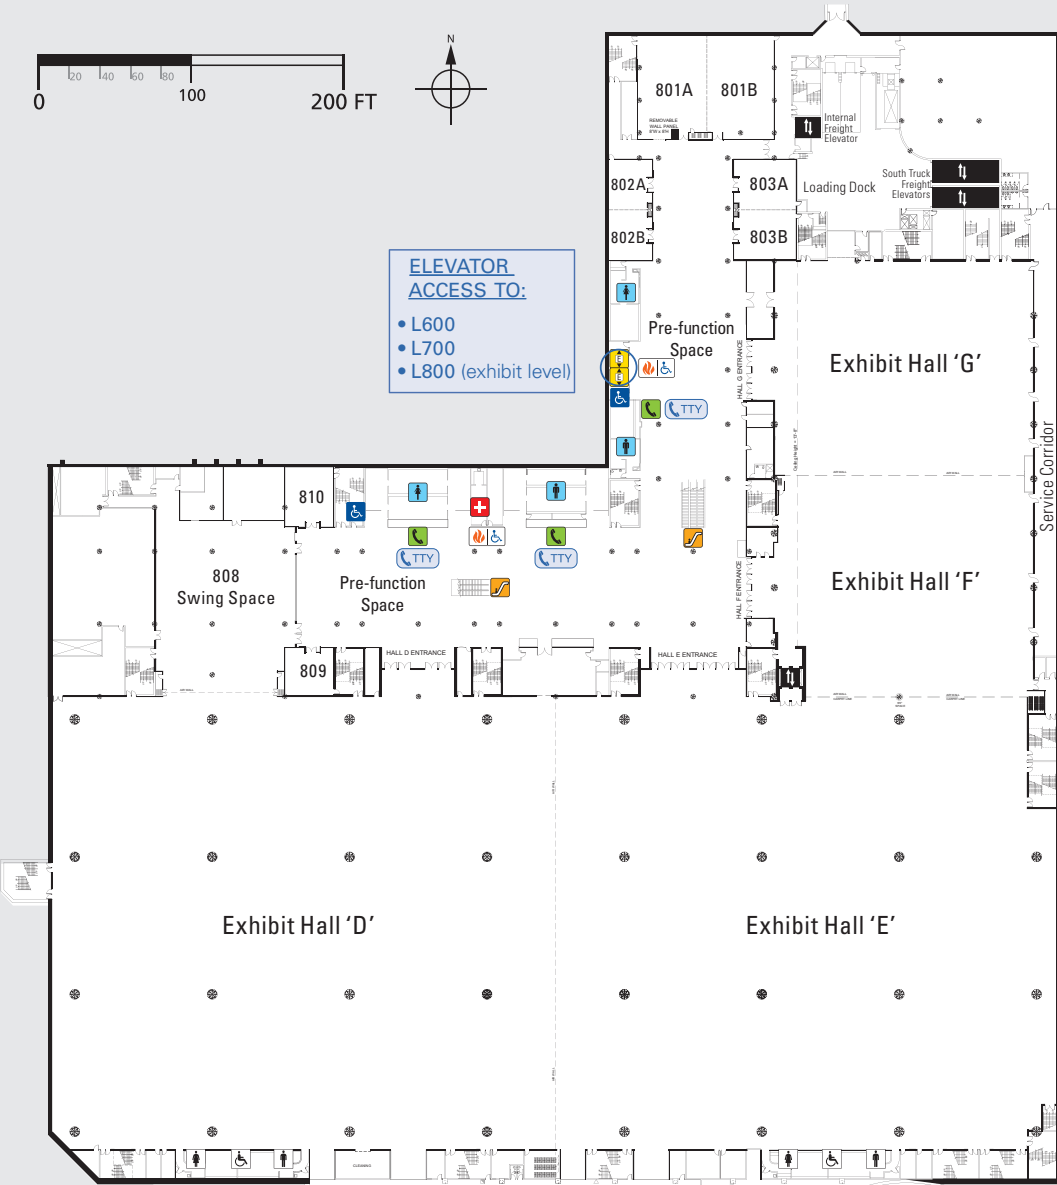 N
20 40 60 80
0 100 200 FT
801A 801B
REMOVABLE
WALL PANEL
Internal
Freight
Elevator
802A
803A
Loading Dock
South Truck
Freight
Elevators
802B
803B
ELEVATOR
ACCESS TO:
• L600
• L700
• L800 (exhibit level)
Pre-function
Space
HALL G ENTRANCE
Exhibit Hall ‘G’
E
E
TTY
Service Corridor
810
TTY
TTY
808
Swing Space
Pre-function
Space
HALL F ENTRANCE
Exhibit Hall ‘F’
809
HALL D ENTRANCE
HALL E ENTRANCE
Exhibit Hall ‘D’
Exhibit Hall ‘E’